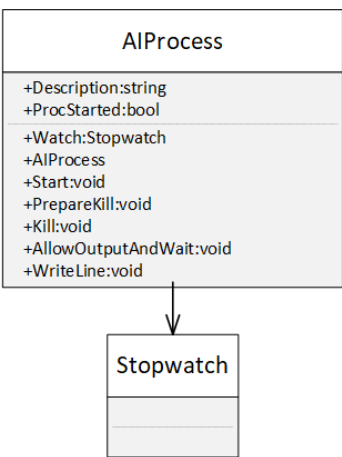 AIProcess
+Description:string
+ProcStarted:bool
+Watch:Stopwatch
+AIProcess
+Start:void
+PrepareKill:void
+Kill:void
+AllowOutputAndWait:void
+WriteLine:void
Stopwatch